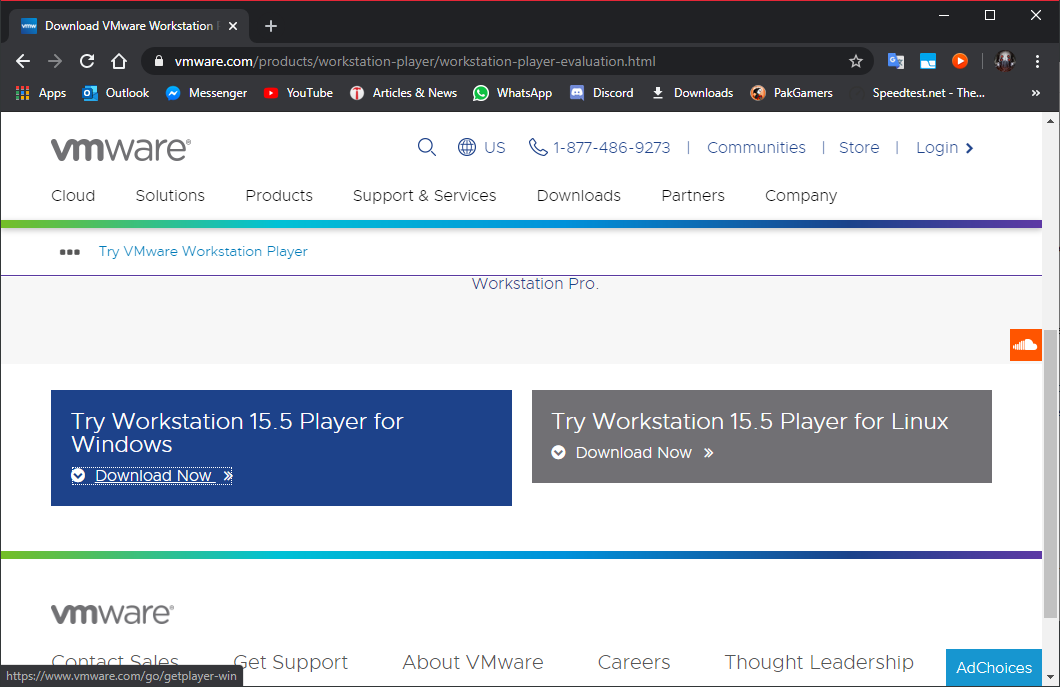 vmw Download VMware Workstation
vmware.com/products/workstation-player/workstation-player-evaluation.html
Apps Outlook Messenger YouTube Articles & News WhatsApp Discord Downloads PakGamers Speedtest.net - The... »
vmware®
US 1-877-486-9273 | Communities | Store | Login
Cloud Solutions Products Support & Services Downloads Partners Company
Try VMware Workstation Player
Workstation Pro.
Try Workstation 15.5 Player for
Windows
Download Now »
Try Workstation 15.5 Player for Linux
Download Now »
vmware®
Contact Sales Get Support About VMware Careers Thought Leadership
AdChoices
https://www.vmware.com/go/getplayer-win